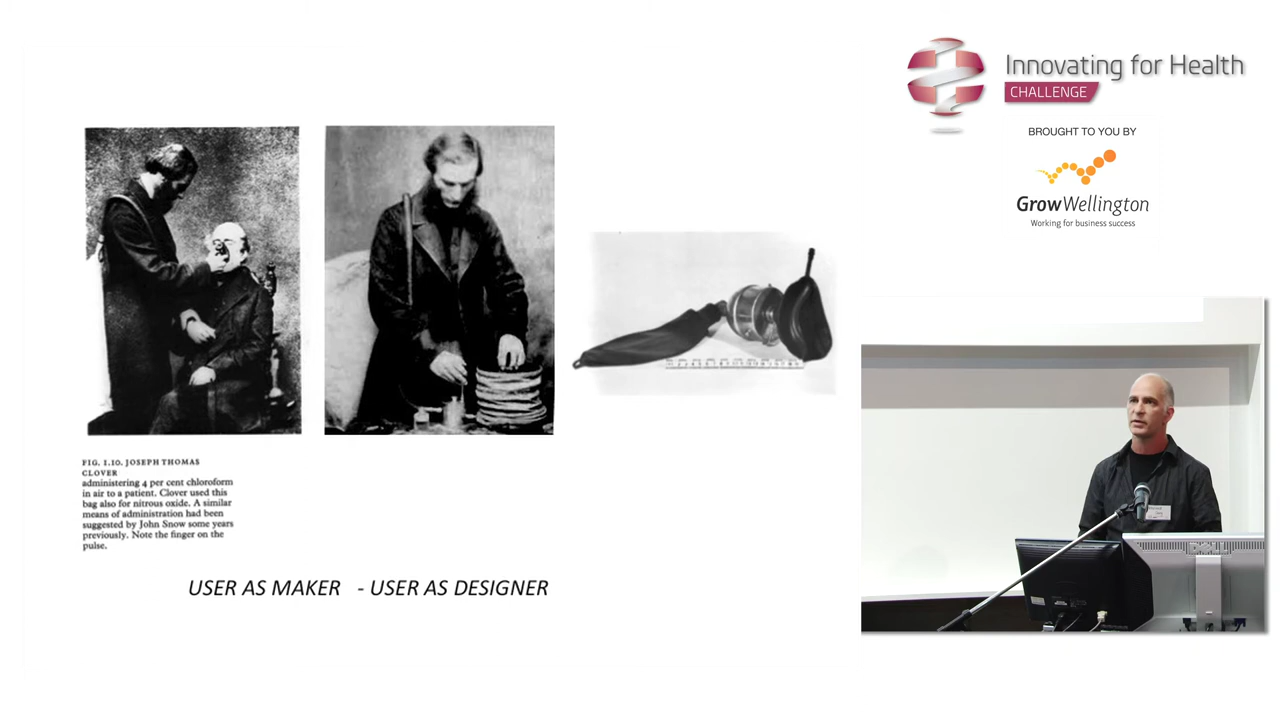 Innovating for Health
CHALLENGE
BROUGHT TO YOU BY
GrowWellington
Working for business success
FIG. 1.10. JOSEPH THOMAS
CLOVER
administering 4 per cent chloroform
in air to a patient. Clover used this
bag also for nitrous oxide. A similar
means of administration had been
suggested by John Snow some years
previously. Note the finger on the
pulse.
USER AS MAKER - USER AS DESIGNER